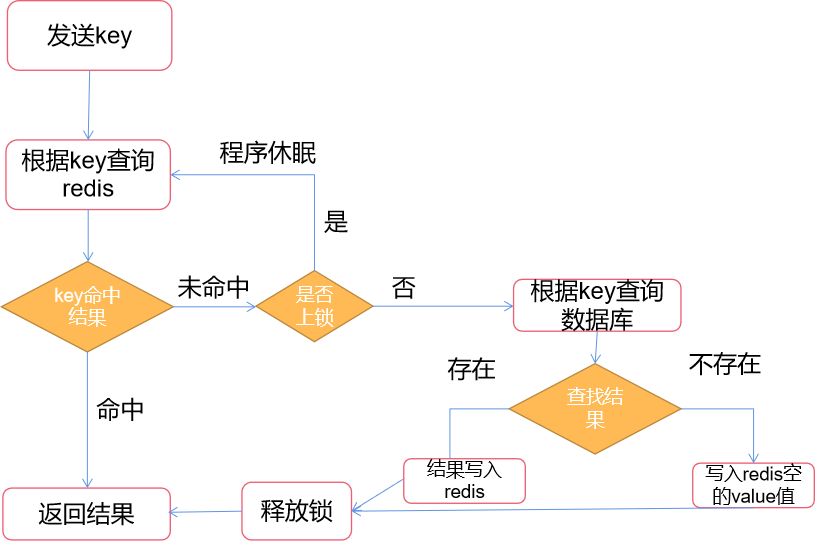 发送key
根据key查询
redis
程序休眠
是
key命中
结果
未命中
是否
上锁
否
根据key查询
数据库
存在
不存在
查找结
果
命中
结果写入
redis
写入redis空
的value值
返回结果
释放锁